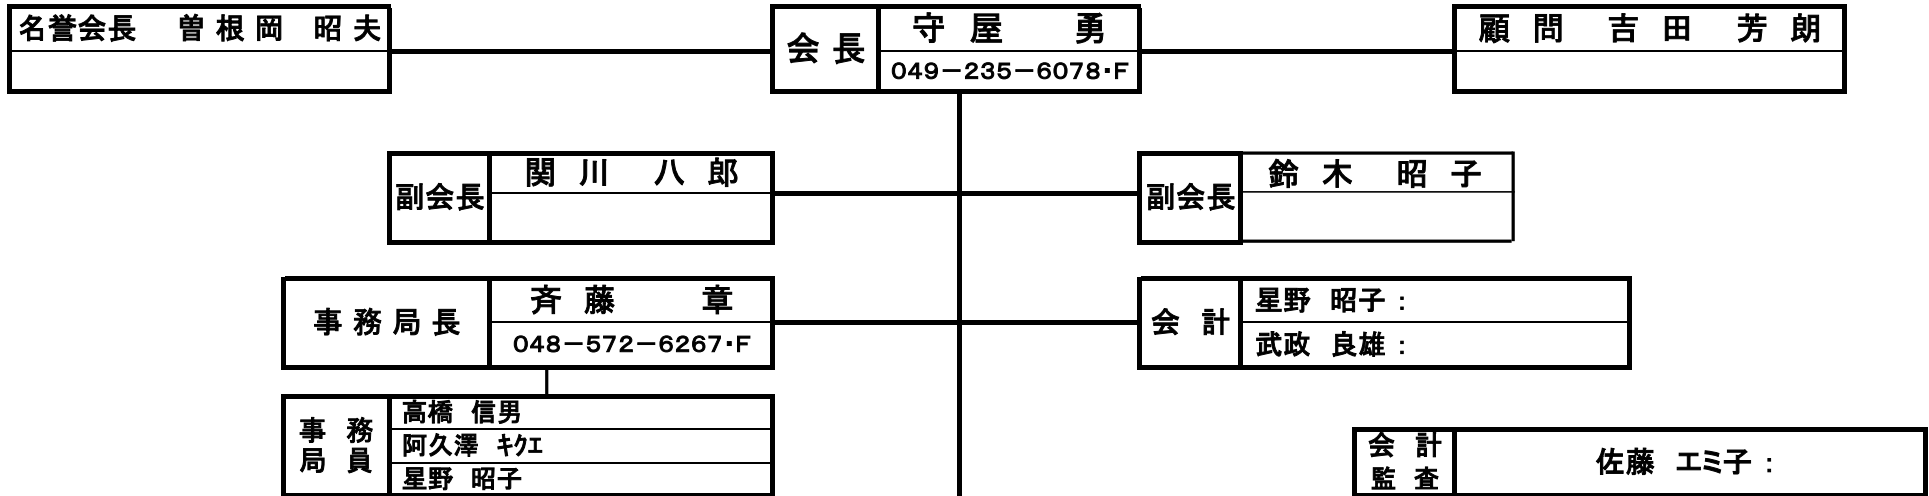 名誉会長 曽根岡 昭夫
会長
守屋 勇
049－235－6078・F
顧問 吉田 芳朗
副会長
関川 八郎
副会長
鈴木 昭子
事務局長
斉藤 章
048－572－6267・F
会計
星野 昭子：
武政 良雄：
事務
局員
高橋 信男
阿久澤 ｷｸｴ
星野 昭子
会計
監査
佐藤 エミ子：